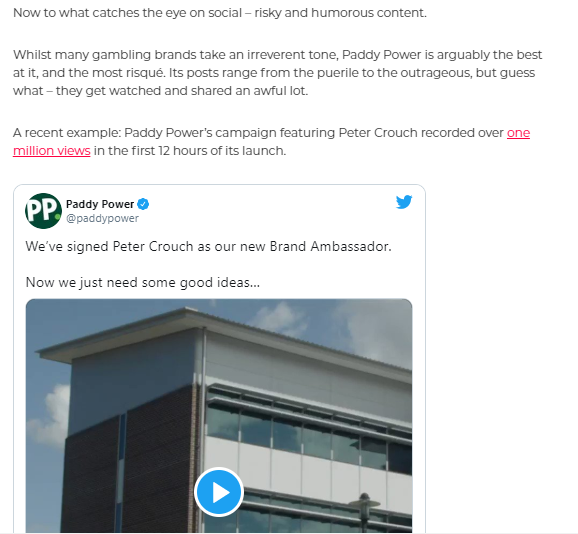 Now to what catches the eye on social – risky and humorous content.
Whilst many gambling brands take an irreverent tone, Paddy Power is arguably the best
at it, and the most risqué. Its posts range from the puerile to the outrageous, but guess
what – they get watched and shared an awful lot.
A recent example: Paddy Power's campaign featuring Peter Crouch recorded over one
million views in the first 12 hours of its launch.
PP.
Paddy Power
@paddypower
We've signed Peter Crouch as our new Brand Ambassador.
Now we just need some good ideas...